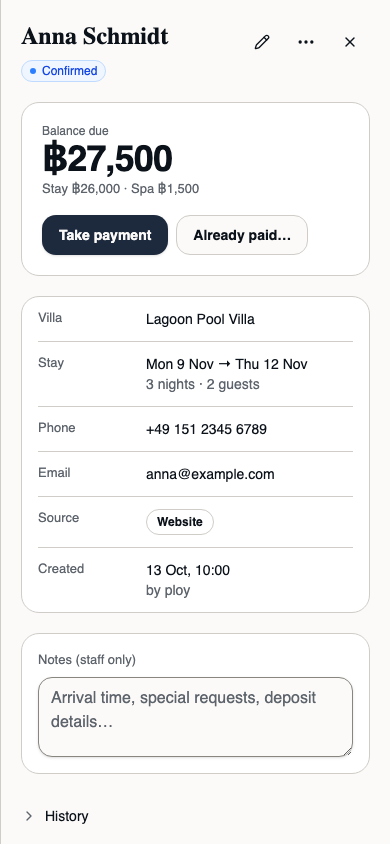 Anna Schmidt
Confirmed
Balance due
฿27,500
Stay ฿26,000 · Spa ฿1,500
Take payment
Already paid…
Villa
Lagoon Pool Villa
Stay
Mon 9 Nov → Thu 12 Nov
3 nights · 2 guests
Phone
+49 151 2345 6789
Email
anna@example.com
Source
Website
Created
13 Oct, 10:00
by ploy
Notes (staff only)
Arrival time, special requests, deposit
details…
History